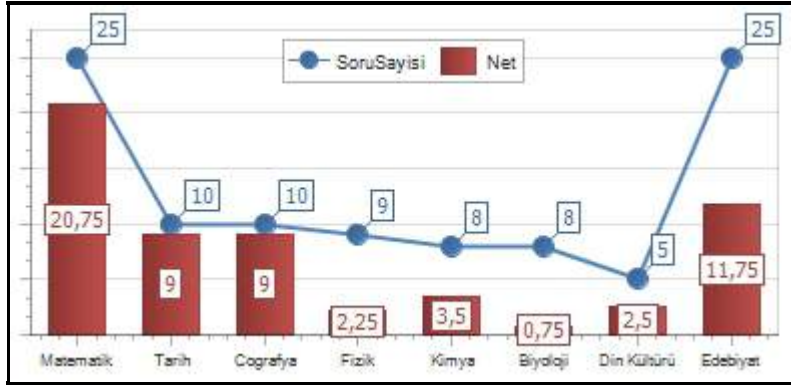 25
25
SoruSayisi
Net
10
10
9
8
8
5
20,75
9
9
2,25
3,5
0,75
2,5
11,75
Matematik
Tarih
Cografya
Fizik
Kimya
Biyoloji
Din Kültürü
Edebiyat